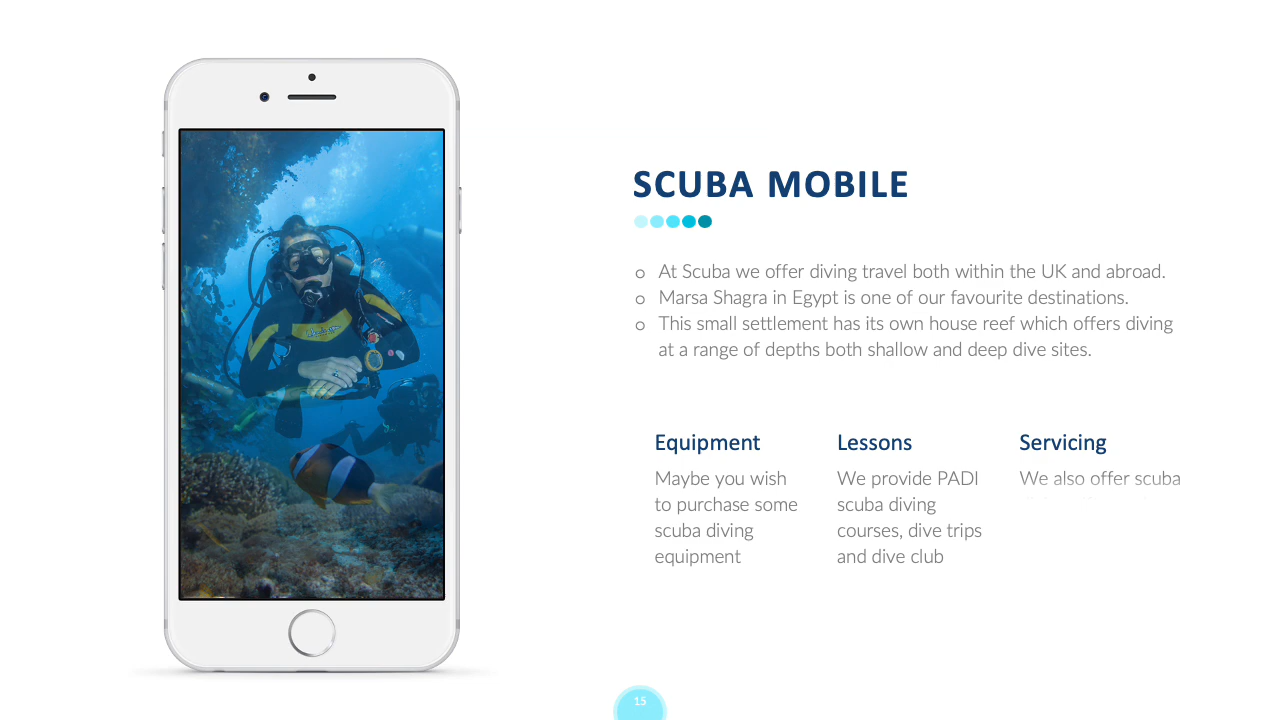 SCUBA MOBILE
At Scuba we offer diving travel both within the UK and abroad.
Marsa Shagra in Egypt is one of our favourite destinations.
This small settlement has its own house reef which offers diving
at a range of depths both shallow and deep dive sites.
Equipment
Maybe you wish
to purchase some
scuba diving
equipment
Lessons
We provide PADI
scuba diving
courses, dive trips
and dive club
Servicing
We also offer scuba
15